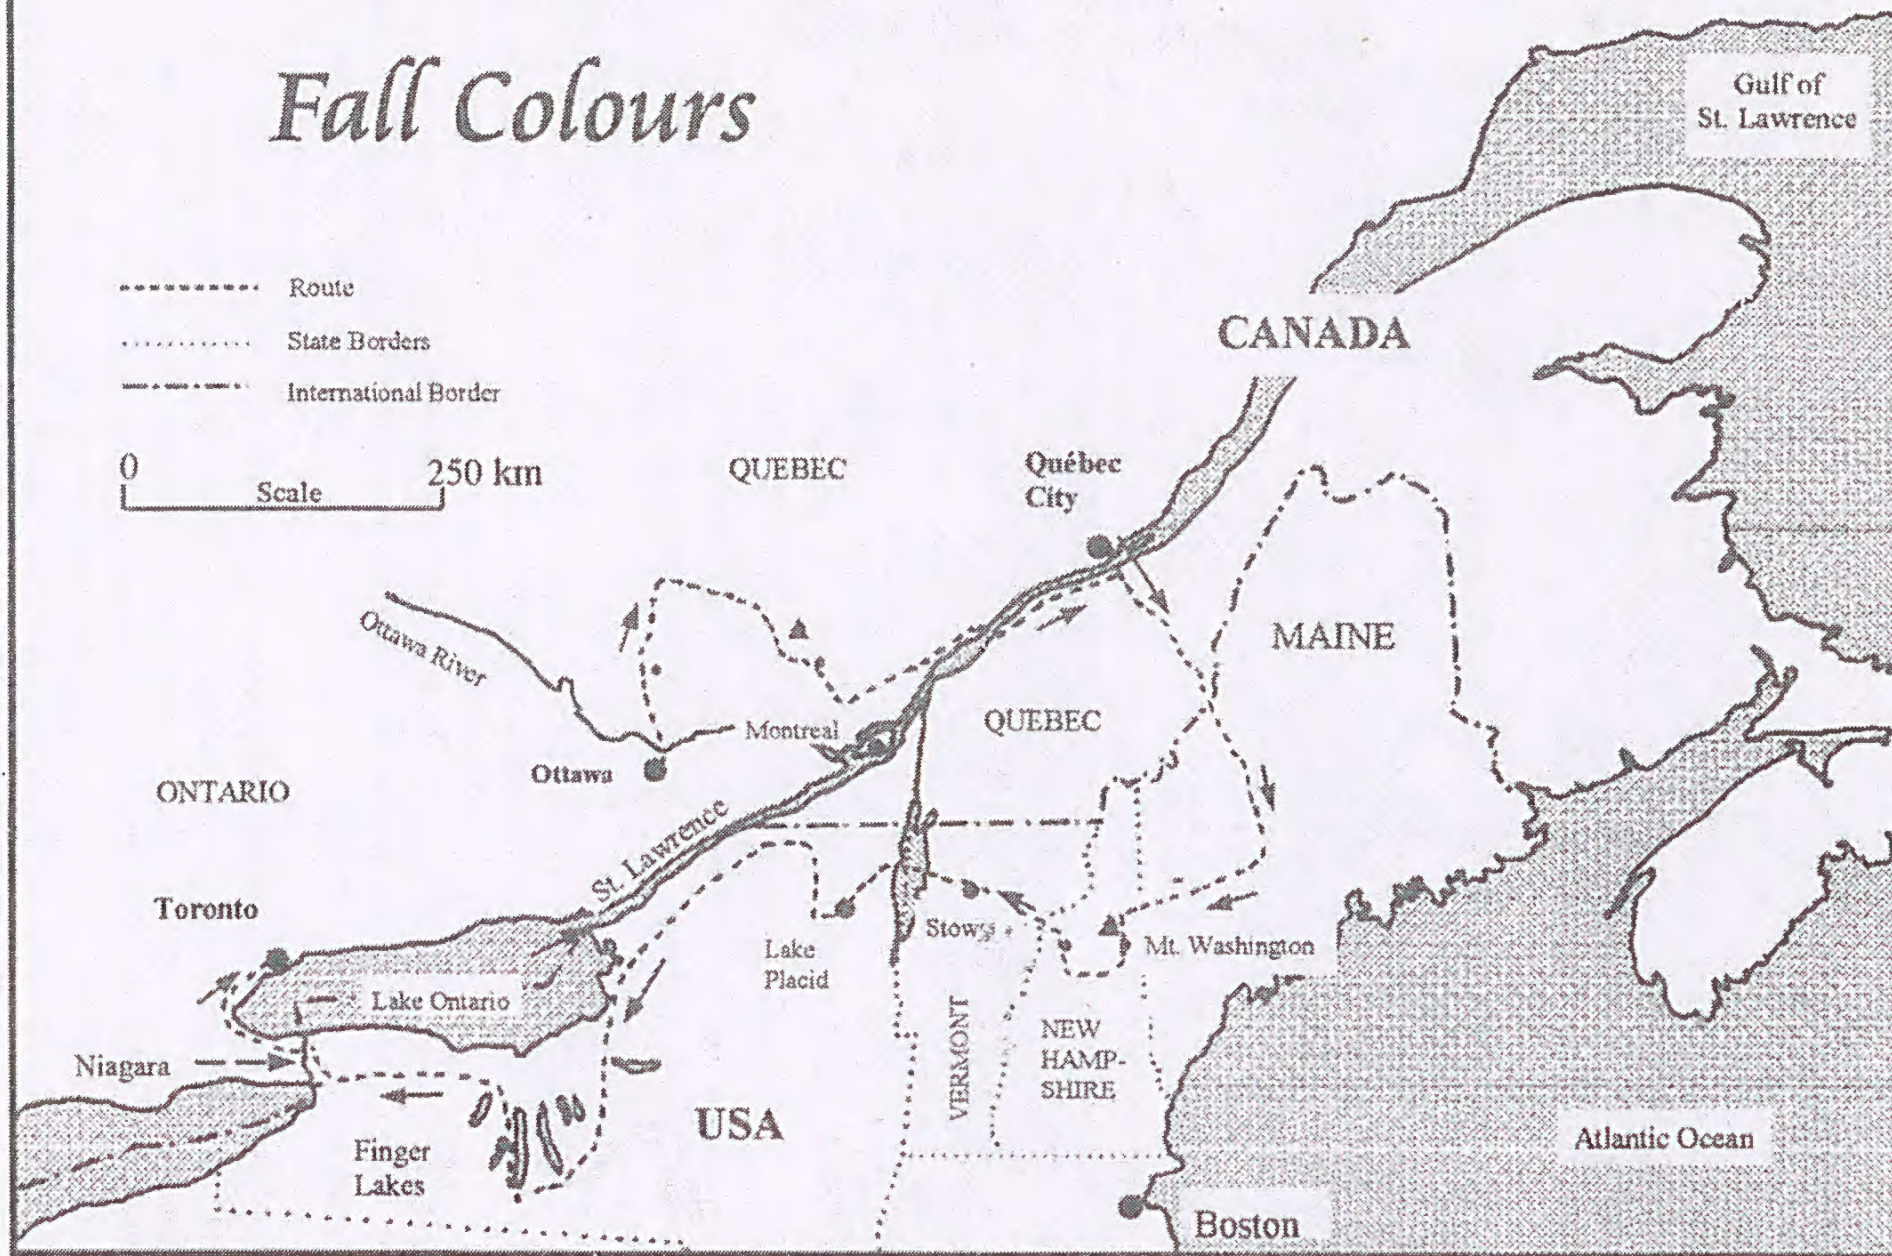 Fall Colours
Gulf of
St. Lawrence
Route
State Borders
International Border
CANADA
0
250 km
Scale
QUEBEC
Québec
City
Ottawa River
MAINE
Montreal
QUEBEC
Ottawa
ONTARIO
St. Lawrence
Toronto
Stowe
Lake
Placid
Mt. Washington
Lake Ontario
Niagara
VERMONT
NEW
HAMP-
SHIRE
USA
Finger
Lakes
Atlantic Ocean
Boston